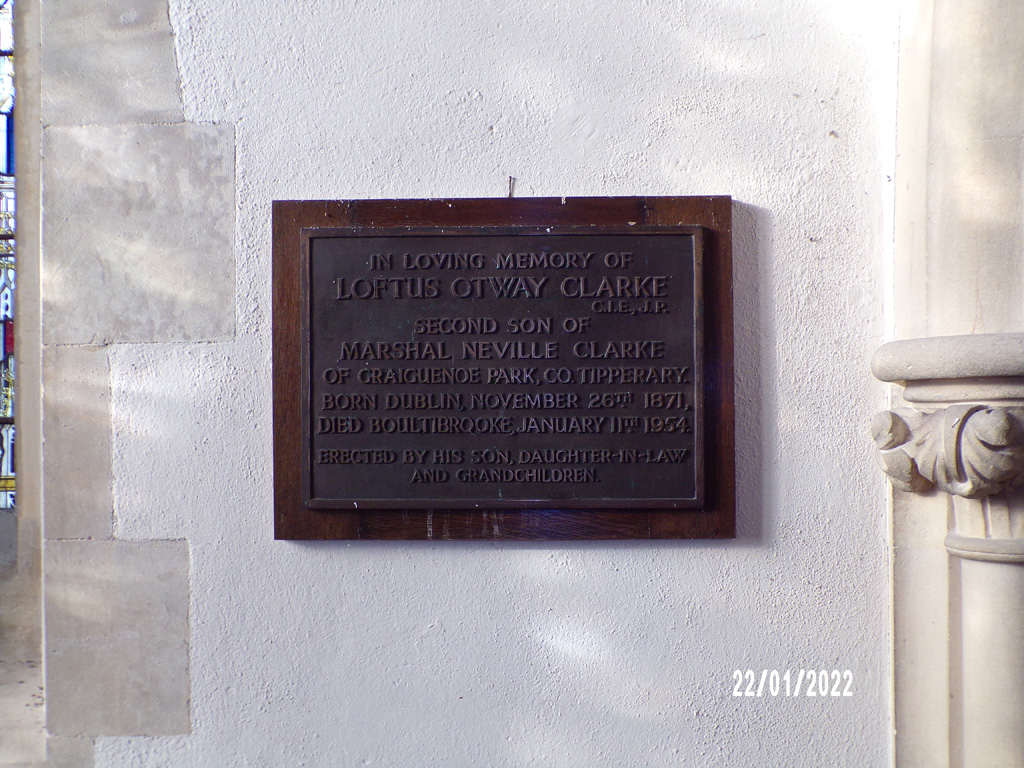 IN LOVING MEMORY OF
LOFTUS OTWAY CLARKE
C.I.E., J.P.
SECOND SON OF
MARSHAL NEVILLE CLARKE
OF GRAIGUENOE PARK, CO. TIPPERARY.
BORN DUBLIN, NOVEMBER 26TH 1871,
DIED BOULTIBROOKE, JANUARY 11TH 1954.
ERECTED BY HIS SON, DAUGHTER-IN-LAW
AND GRANDCHILDREN.
22/01/2022